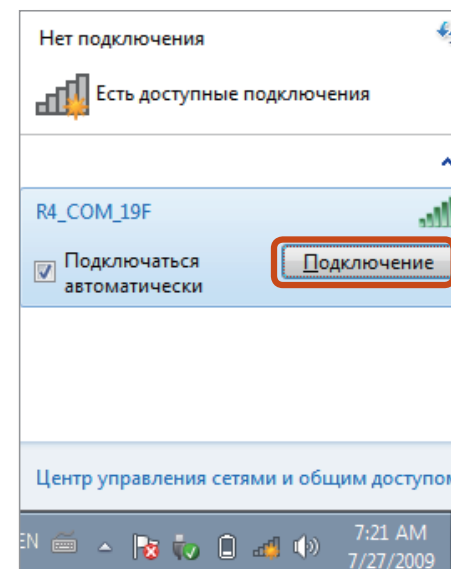 Нет подключения
Есть доступные подключения
R4_COM_19F
Подключаться
автоматически
Подключение
Центр управления сетями и общим доступом
EN
7:21 AM
7/27/2009